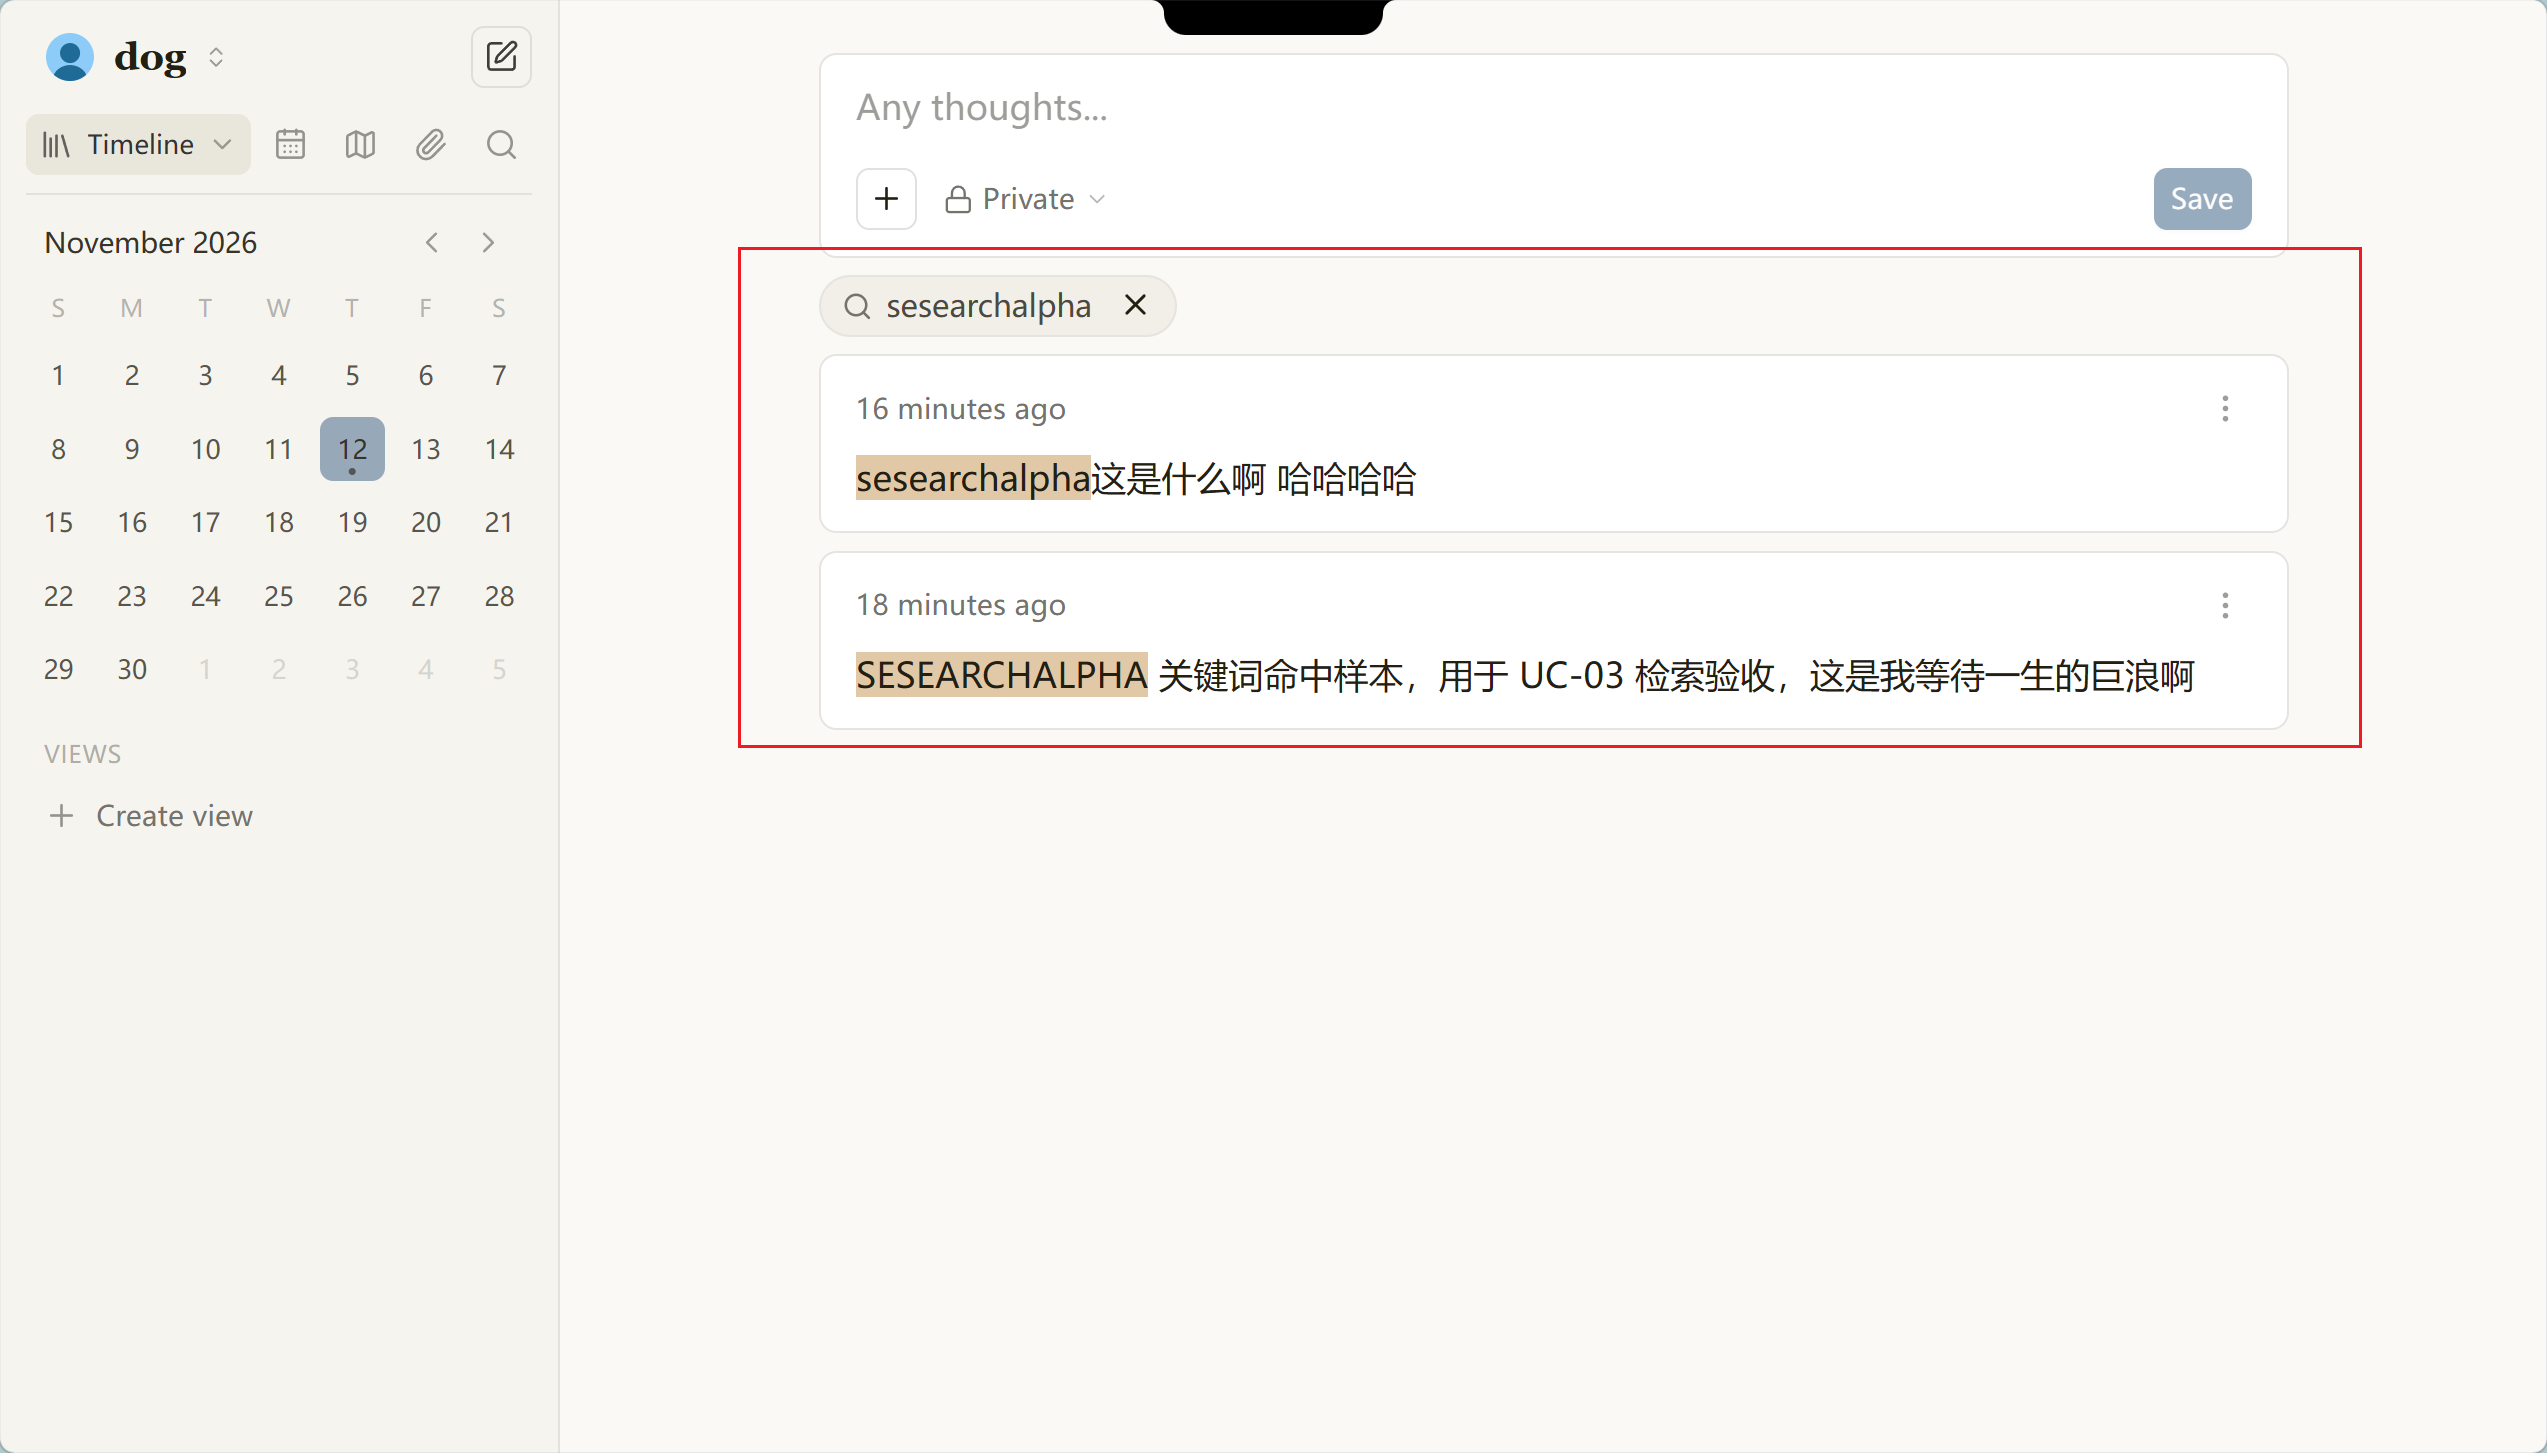 dog
Timeline
November 2026
S M T W T F S
1 2 3 4 5 6 7
8 9 10 11 12 13 14
15 16 17 18 19 20 21
22 23 24 25 26 27 28
29 30 1 2 3 4 5
VIEWS
Create view
Any thoughts...
Private
Save
sesearchalpha
16 minutes ago
sesearchalpha这是什么啊 哈哈哈哈
18 minutes ago
SESEARCHALPHA 关键词命中样本，用于 UC-03 检索验收，这是我等待一生的巨浪啊